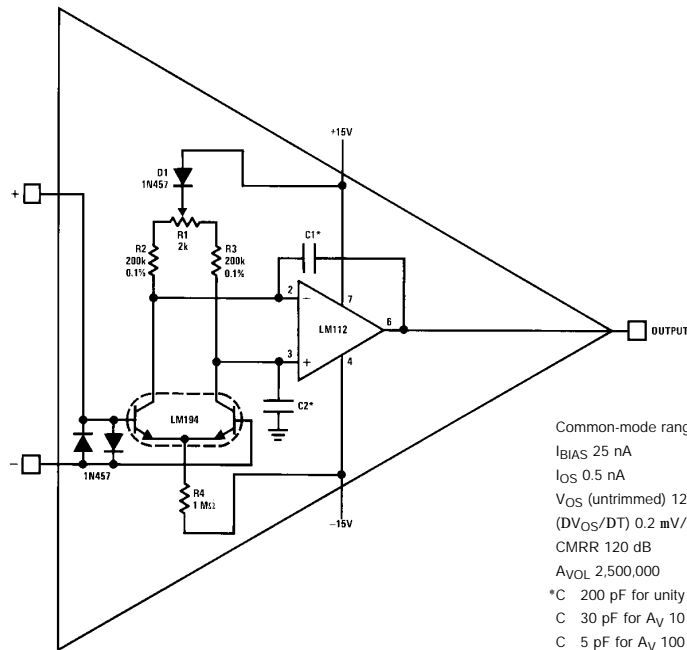 +15V
D1
1N457
+
R1
2k
R2
200k
0.1%
R3
200k
0.1%
C1*
2
−
7
LM112
6
OUTPUT
3
+
4
LM194
C2*
−
1N457
R4
1 MΩ
−15V
Common-mode rang
IBIAS 25 nA
IOS 0.5 nA
VOS (untrimmed) 12
(DVOS/DT) 0.2 mV/
CMRR 120 dB
AVOL 2,500,000
*C 200 pF for unity
C 30 pF for AV 10
C 5 pF for AV 100